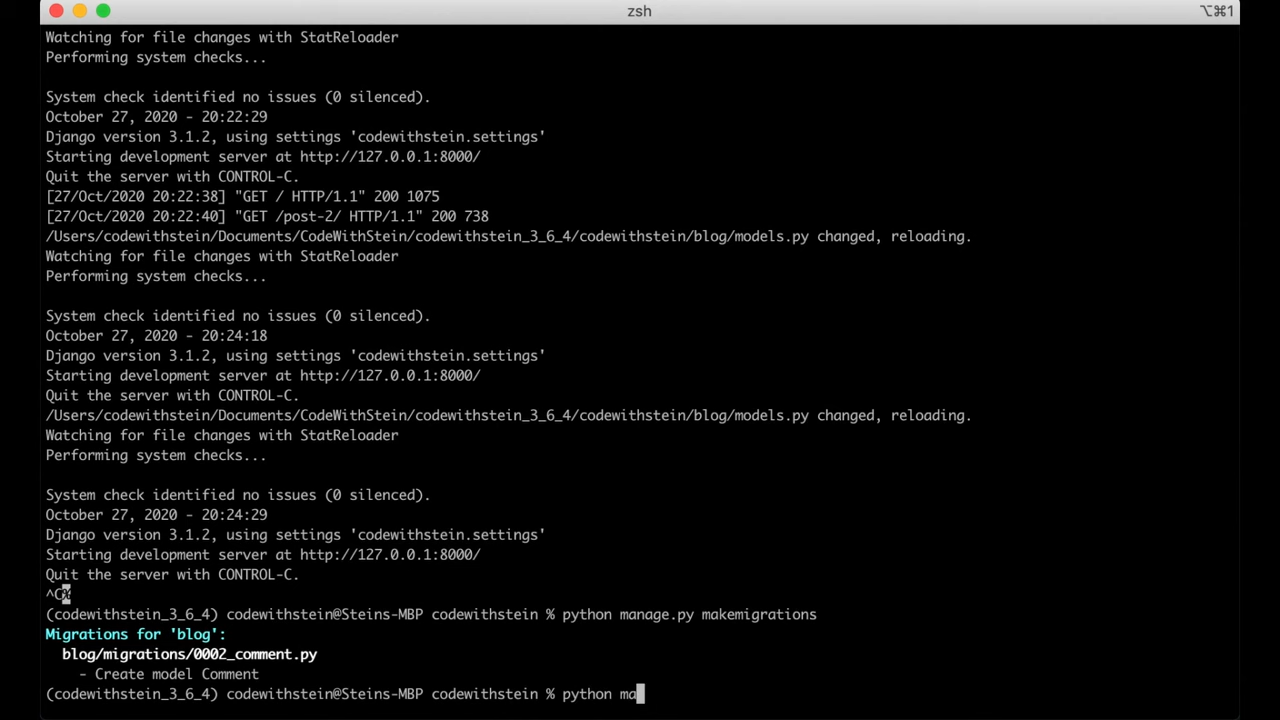 zsh
⌥⌘1
Watching for file changes with StatReloader
Performing system checks...
System check identified no issues (0 silenced).
October 27, 2020 - 20:22:29
Django version 3.1.2, using settings 'codewithstein.settings'
Starting development server at http://127.0.0.1:8000/
Quit the server with CONTROL-C.
[27/Oct/2020 20:22:38] "GET / HTTP/1.1" 200 1075
[27/Oct/2020 20:22:40] "GET /post-2/ HTTP/1.1" 200 738
/Users/codewithstein/Documents/CodeWithStein/codewithstein_3_6_4/codewithstein/blog/models.py changed, reloading.
Watching for file changes with StatReloader
Performing system checks...
System check identified no issues (0 silenced).
October 27, 2020 - 20:24:18
Django version 3.1.2, using settings 'codewithstein.settings'
Starting development server at http://127.0.0.1:8000/
Quit the server with CONTROL-C.
/Users/codewithstein/Documents/CodeWithStein/codewithstein_3_6_4/codewithstein/blog/models.py changed, reloading.
Watching for file changes with StatReloader
Performing system checks...
System check identified no issues (0 silenced).
October 27, 2020 - 20:24:29
Django version 3.1.2, using settings 'codewithstein.settings'
Starting development server at http://127.0.0.1:8000/
Quit the server with CONTROL-C.
^C%
(codewithstein_3_6_4) codewithstein@Steins-MBP codewithstein % python manage.py makemigrations
Migrations for 'blog':
blog/migrations/0002_comment.py
- Create model Comment
(codewithstein_3_6_4) codewithstein@Steins-MBP codewithstein % python ma